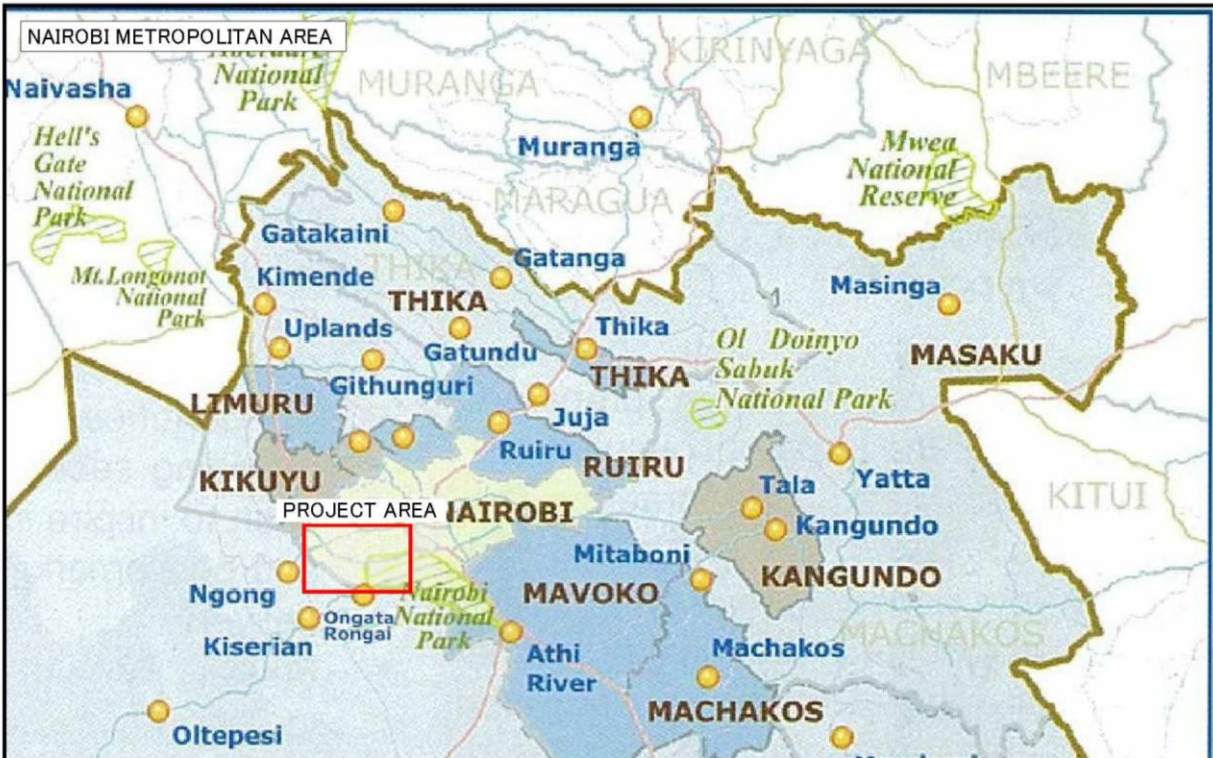 NAIROBI METROPOLITAN AREA
National
Park
Naivasha
MURANGA
KIRINYAGA
MBEERE
Hell's
Gate
National
Park
Muranga
Mwea
National
Reserve
MARAGUA
Gatakaini
Mt.Longonot
National
Park
Kimende
THIKA
Gatanga
THIKA
Masinga
Uplands
Gatundu
Thika
Ol Doinyo
Sabuk
National Park
MASAKU
Githunguri
THIKA
LIMURU
Juja
Ruiru
RUIRU
KIKUYU
Yatta
Tala
KITUI
PROJECT AREA
NAIROBI
Kangundo
Mitaboni
KANGUNDO
Ngong
MAVOKO
Nairobi
National
Park
Ongata
Rongai
Kiserian
MACHAKOS
Athi
River
Machakos
MACHAKOS
Oltepesi